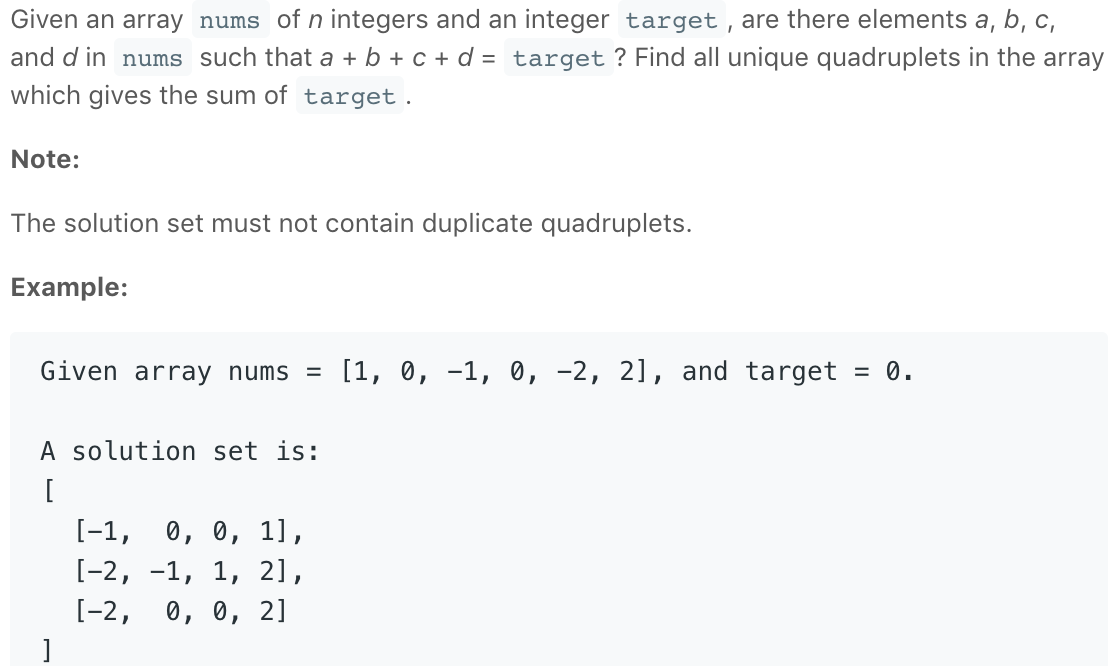 Given an array nums of n integers and an integer target, are there elements a, b, c,
and d in nums such that a + b + c + d = target? Find all unique quadruplets in the array
which gives the sum of target.
Note:
The solution set must not contain duplicate quadruplets.
Example:
Given array nums = [1, 0, −1, 0, −2, 2], and target = 0.
A solution set is:
[
  [−1,  0, 0, 1],
  [−2, −1, 1, 2],
  [−2,  0, 0, 2]
]